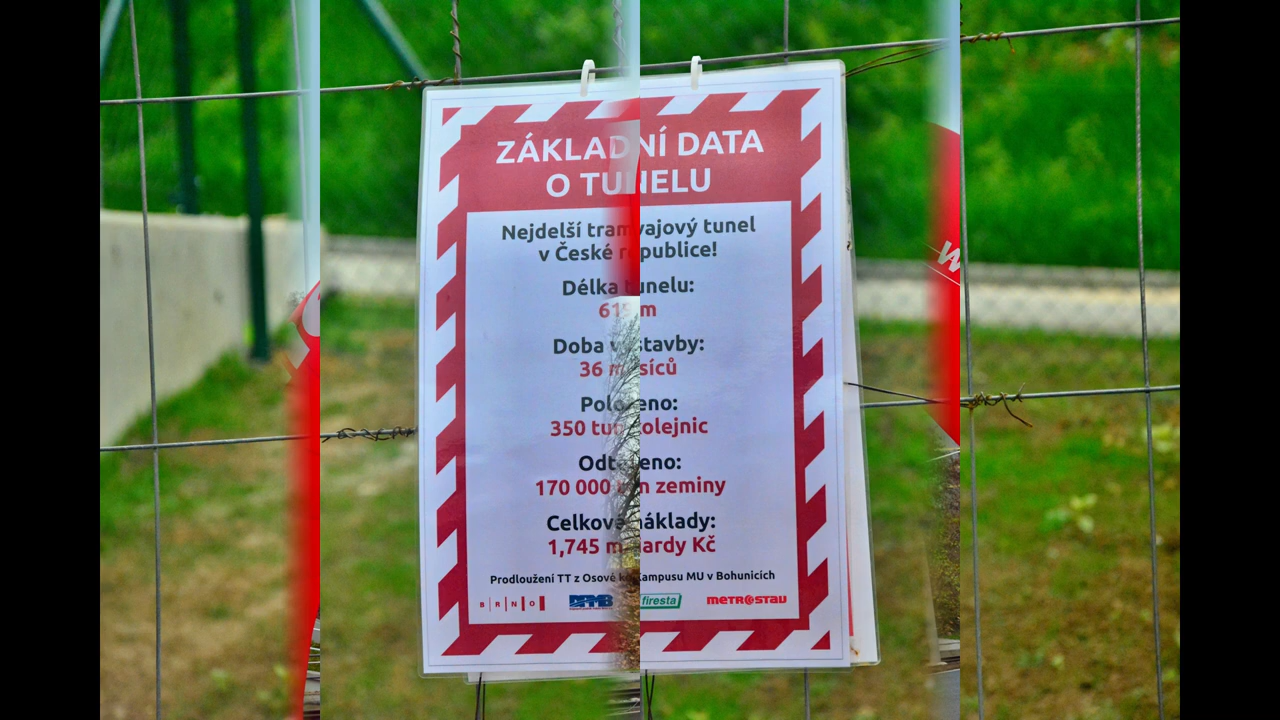 ZÁKLADNÍ DATA
O TUNELU
Nejdelší tramvajový tunel
v České republice!
Délka tunelu:
m
Doba výstavby:
36 měsíců
Položeno:
350 tun kolejnic
Odtěženo:
170 000 zeminy
Celkové náklady:
1,745 miliardy Kč
Prodloužení TT z Osové ke Kampusu MU v Bohunicích
BRNO DPMB firesta METROSTAV